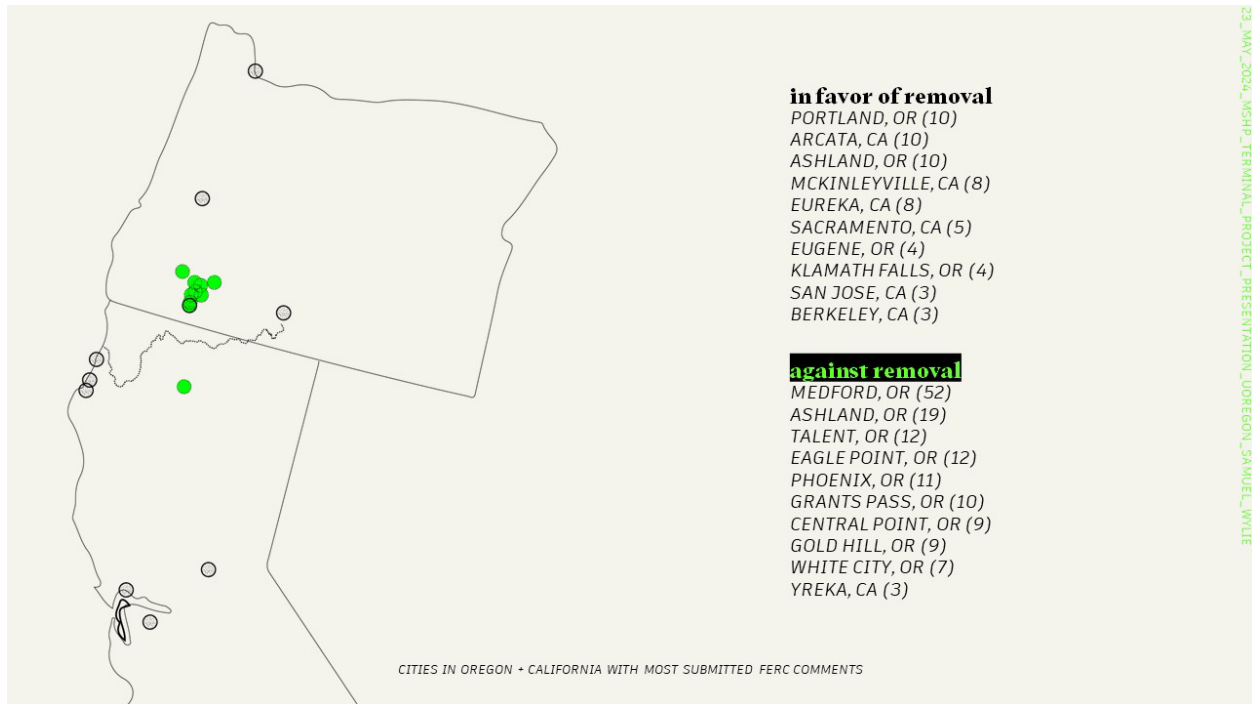 in favor of removal
PORTLAND, OR (10)
ARCATA, CA (10)
ASHLAND, OR (10)
MCKINLEYVILLE, CA (8)
EUREKA, CA (8)
SACRAMENTO, CA (5)
EUGENE, OR (4)
KLAMATH FALLS, OR (4)
SAN JOSE, CA (3)
BERKELEY, CA (3)
against removal
MEDFORD, OR (52)
ASHLAND, OR (19)
TALENT, OR (12)
EAGLE POINT, OR (12)
PHOENIX, OR (11)
GRANTS PASS, OR (10)
CENTRAL POINT, OR (9)
GOLD HILL, OR (9)
WHITE CITY, OR (7)
YREKA, CA (3)
CITIES IN OREGON + CALIFORNIA WITH MOST SUBMITTED FERC COMMENTS
23_MAY_2024_MSHP_TERMINAL_PROJECT_PRESENTATION_UOREGON_SAMUEL_WYLIE